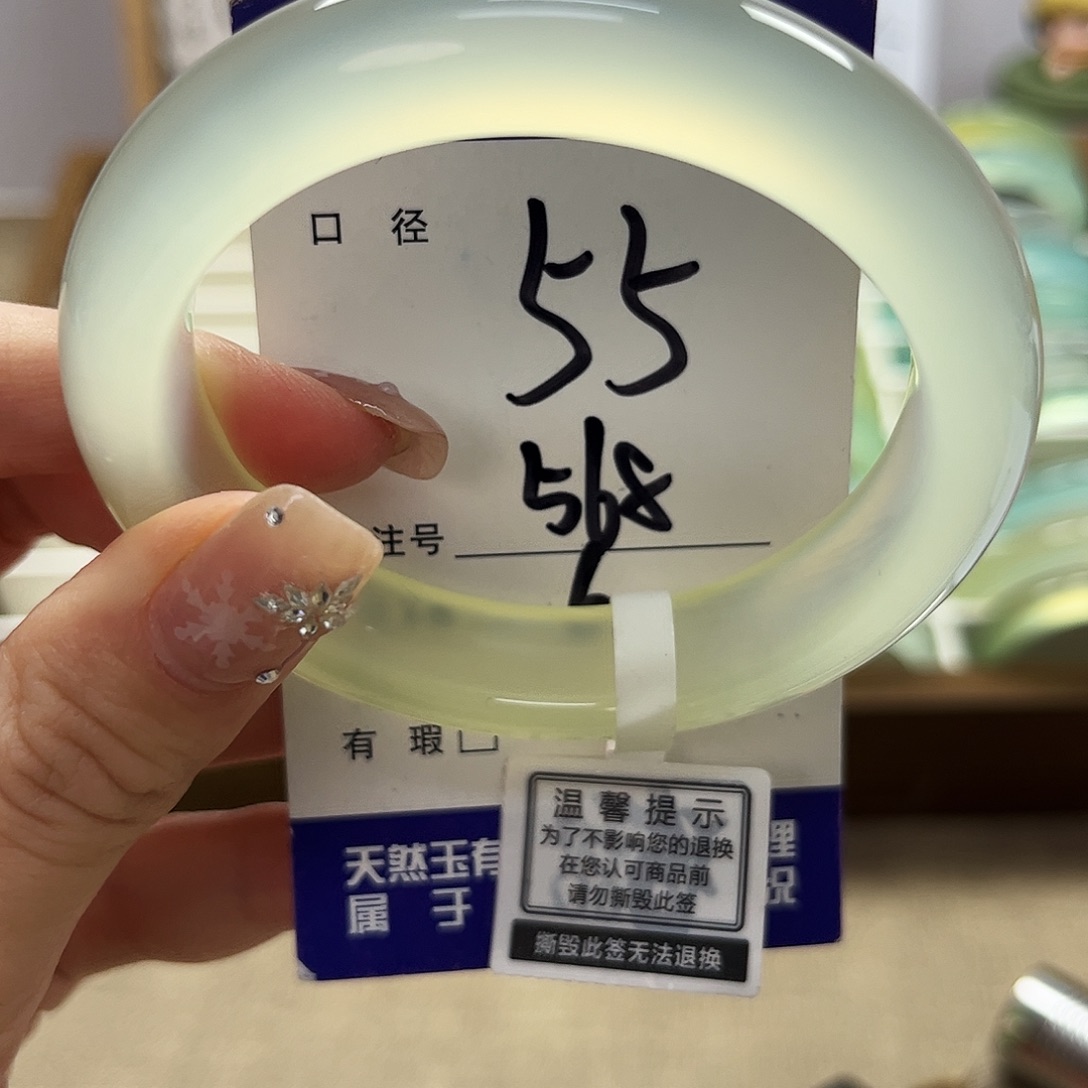 口 径
55
568
注号
有 瑕
天然玉有
属 于
理
祝
温馨提示
为了不影响您的退换
在您认可商品前
请勿撕毁此签
撕毁此签无法退换